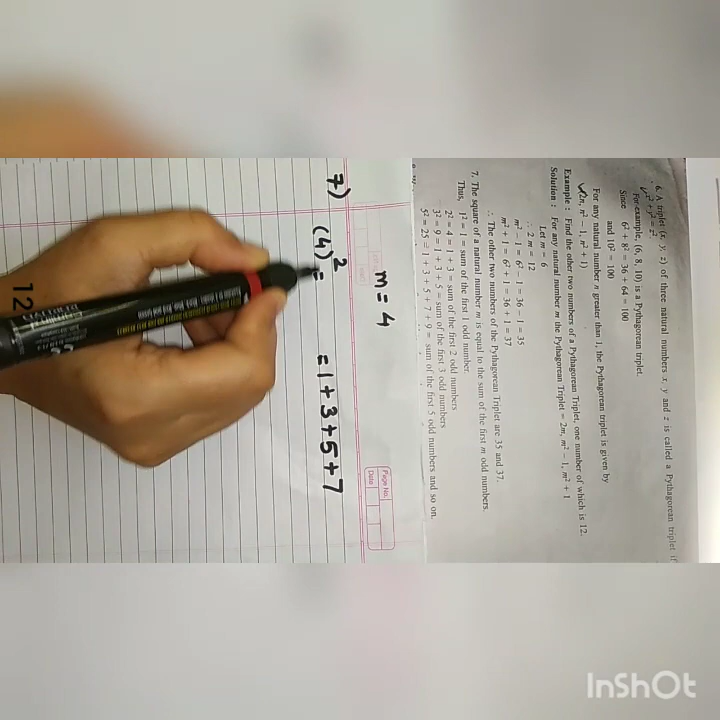 6. A triplet (x, y, z) of three natural numbers x, y and z is called a Pythagorean triplet if
x² + y² = z².
For example, (6, 8, 10) is a Pythagorean triplet.
Since 6² + 8² = 36 + 64 = 100
and 10² = 100
For any natural number n greater than 1, the Pythagorean triplet is given by
(2n, n² − 1, n² + 1)
Example : Find the other two numbers of a Pythagorean Triplet, one number of which is 12.
Solution : For any natural number m the Pythagorean Triplet = 2m, m² − 1, m² + 1
Let m = 6
∴ 2 m = 12
m² − 1 = 6² − 1 = 36 − 1 = 35
m² + 1 = 6² + 1 = 36 + 1 = 37
∴ The other two numbers of the Pythagorean Triplet are 35 and 37.
7. The square of a natural number m is equal to the sum of the first m odd numbers.
Thus, 1² = 1 = sum of the first 1 odd number.
2² = 4 = 1 + 3 = sum of the first 2 odd numbers
3² = 9 = 1 + 3 + 5 = sum of the first 3 odd numbers
5² = 25 = 1 + 3 + 5 + 7 + 9 = sum of the first 5 odd numbers and so on.
Page No.
Date
m = 4
7) (4)² = = 1 + 3 + 5 + 7
12
InShOt